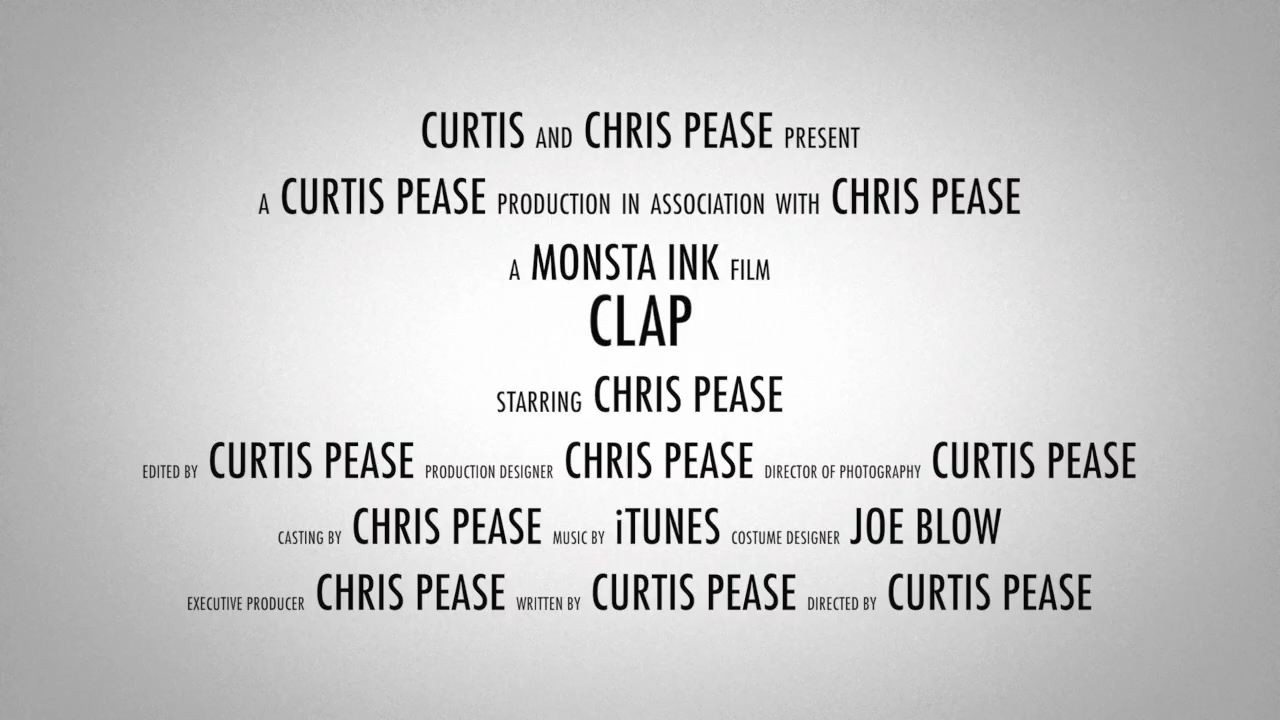 CURTIS AND CHRIS PEASE PRESENT
A CURTIS PEASE PRODUCTION IN ASSOCIATION WITH CHRIS PEASE
A MONSTA INK FILM
CLAP
STARRING CHRIS PEASE
EDITED BY CURTIS PEASE PRODUCTION DESIGNER CHRIS PEASE DIRECTOR OF PHOTOGRAPHY CURTIS PEASE
CASTING BY CHRIS PEASE MUSIC BY iTUNES COSTUME DESIGNER JOE BLOW
EXECUTIVE PRODUCER CHRIS PEASE WRITTEN BY CURTIS PEASE DIRECTED BY CURTIS PEASE